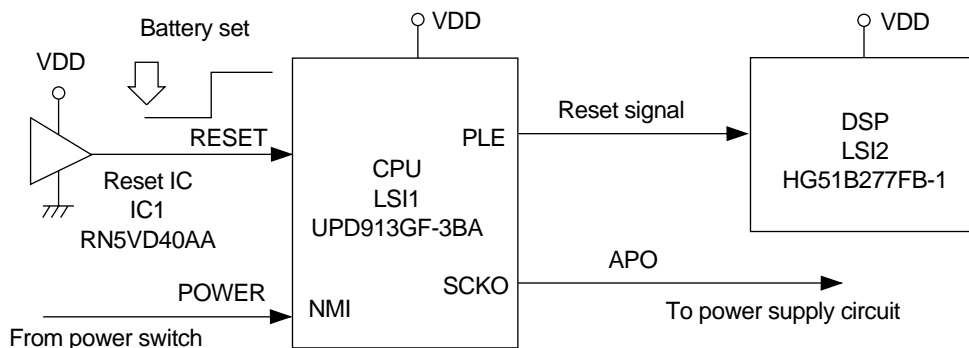 Battery set
VDD
VDD
VDD
RESET
Reset IC
IC1
RN5VD40AA
PLE
CPU
LSI1
UPD913GF-3BA
Reset signal
DSP
LSI2
HG51B277FB-1
POWER
NMI
From power switch
SCKO
APO
To power supply circuit